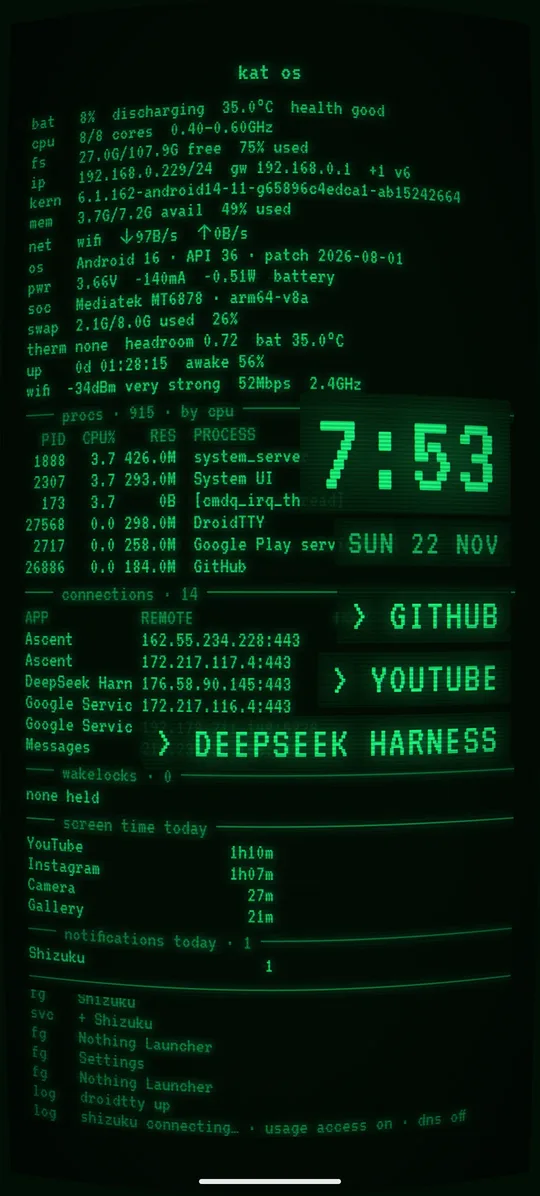 kat os
bat 8% discharging 35.0°C health good
cpu 8/8 cores 0.40-0.60GHz
fs 27.0G/107.9G free 75% used
ip 192.168.0.229/24 gw 192.168.0.1 +1 v6
kern 6.1.162-android14-11-g65896c4edca1-ab15242664
mem 3.7G/7.2G avail 49% used
net wifi ↓97B/s ↑0B/s
os Android 16 · API 36 · patch 2026-08-01
pwr 3.66V -140mA -0.51W battery
soc Mediatek MT6878 · arm64-v8a
swap 2.1G/8.0G used 26%
therm none headroom 0.72 bat 35.0°C
up 0d 01:28:15 awake 56%
wifi -34dBm very strong 52Mbps 2.4GHz
procs · 915 · by cpu
PID CPU% RES PROCESS
1888 3.7 426.0M system_serve
2307 3.7 293.0M System UI
173 3.7 0B [cmdq_irq_thread]
27568 0.0 298.0M DroidTTY
2717 0.0 258.0M Google Play serv
26886 0.0 184.0M GitHub
7:53
SUN 22 NOV
> GITHUB
> YOUTUBE
> DEEPSEEK HARNESS
connections · 14
APP REMOTE
Ascent 162.55.234.228:443
Ascent 172.217.117.4:443
DeepSeek Harn 176.58.90.145:443
Google Servic 172.217.116.4:443
Google Servic
Messages
wakelocks · 0
none held
screen time today
YouTube 1h10m
Instagram 1h07m
Camera 27m
Gallery 21m
notifications today · 1
Shizuku 1
fg Shizuku
svc + Shizuku
fg Nothing Launcher
fg Settings
fg Nothing Launcher
log droidtty up
log shizuku connecting… · usage access on · dns off